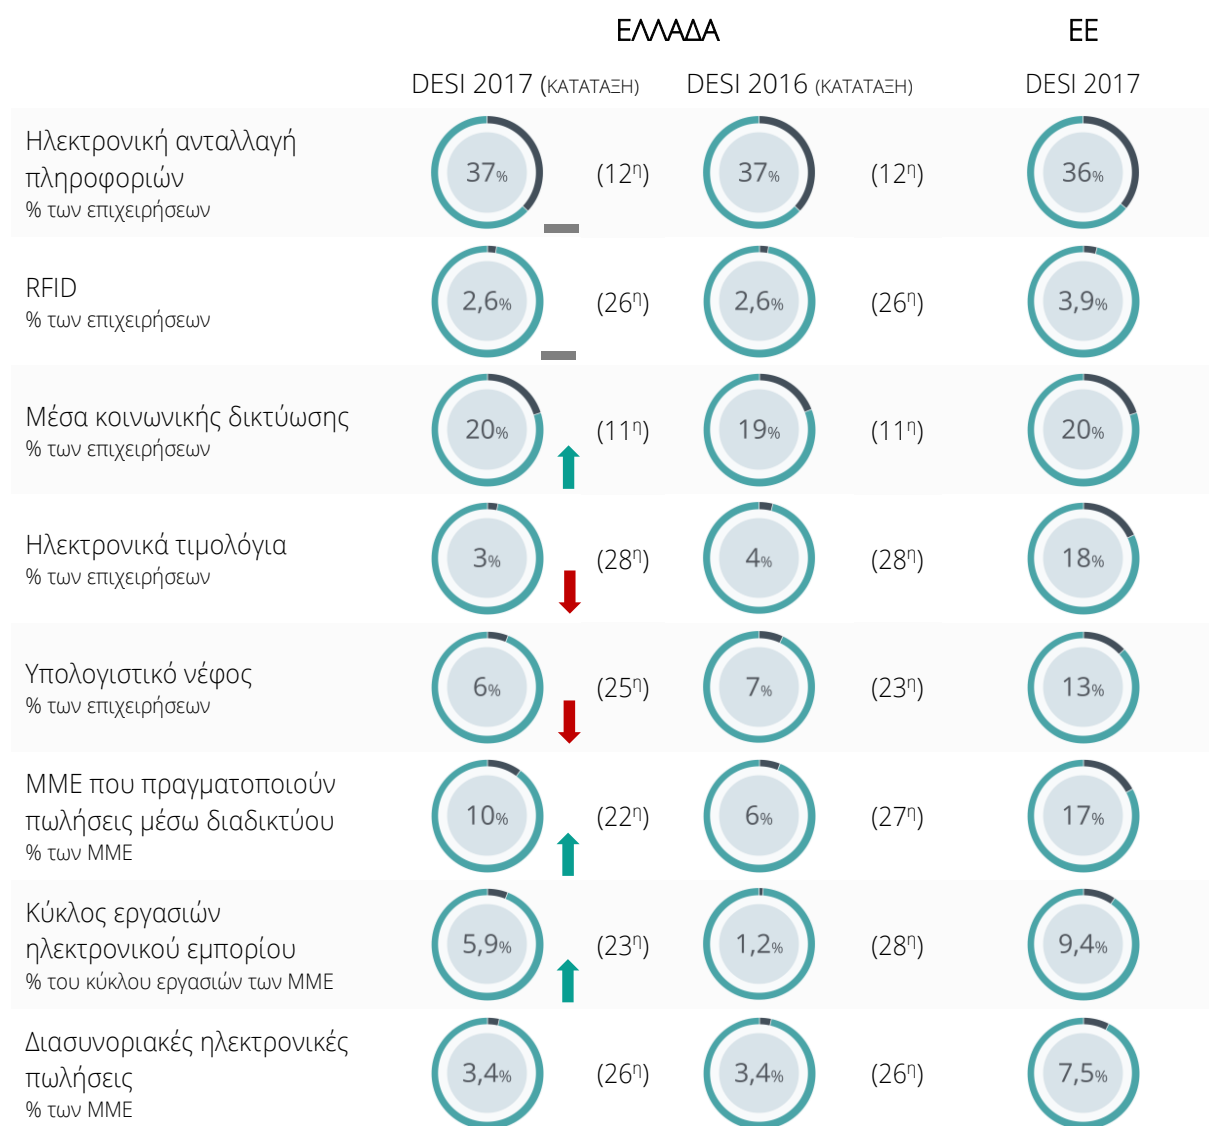 ΕΛΛΑΔΑ ΕΕ
DESI 2017 (ΚΑΤΑΤΑΞΗ) DESI 2016 (ΚΑΤΑΤΑΞΗ) DESI 2017
Ηλεκτρονική ανταλλαγή
πληροφοριών
% των επιχειρήσεων
37% (12η) 37% (12η) 36%
RFID
% των επιχειρήσεων
2,6% (26η) 2,6% (26η) 3,9%
Μέσα κοινωνικής δικτύωσης
% των επιχειρήσεων
20% (11η) 19% (11η) 20%
Ηλεκτρονικά τιμολόγια
% των επιχειρήσεων
3% (28η) 4% (28η) 18%
Υπολογιστικό νέφος
% των επιχειρήσεων
6% (25η) 7% (23η) 13%
ΜΜΕ που πραγματοποιούν
πωλήσεις μέσω διαδικτύου
% των ΜΜΕ
10% (22η) 6% (27η) 17%
Κύκλος εργασιών
ηλεκτρονικού εμπορίου
% του κύκλου εργασιών των ΜΜΕ
5,9% (23η) 1,2% (28η) 9,4%
Διασυνοριακές ηλεκτρονικές
πωλήσεις
% των ΜΜΕ
3,4% (26η) 3,4% (26η) 7,5%